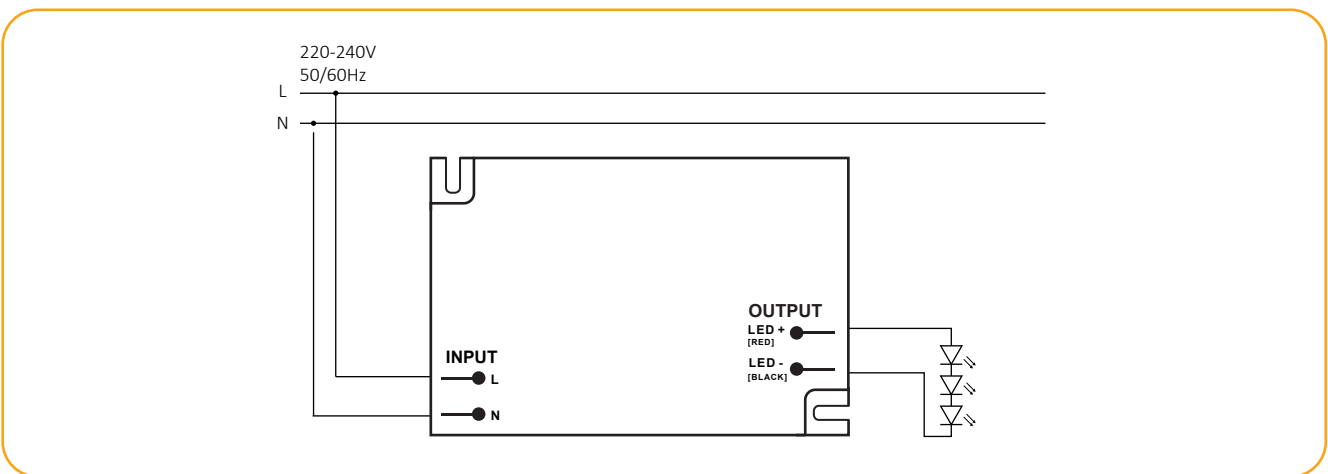 220-240V
50/60Hz
L
N
OUTPUT
LED +
[RED]
LED -
[BLACK]
INPUT
L
N